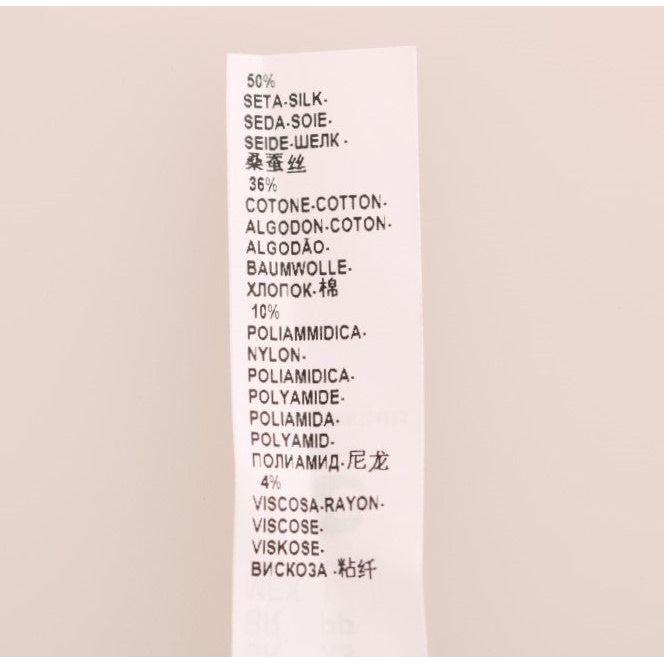 50%
SETA-SILK-
SEDA-SOIE-
SEIDE-ШЕЛК -
桑蚕丝
36%
COTONE-COTTON-
ALGODON-COTON-
ALGODÃO-
BAUMWOLLE-
ХЛОПОК-棉
10%
POLIAMMIDICA-
NYLON-
POLIAMIDICA-
POLYAMIDE-
POLIAMIDA-
POLYAMID-
ПОЛИАМИД-尼龙
4%
VISCOSA-RAYON-
VISCOSE-
VISKOSE-
ВИСКОЗА -粘纤